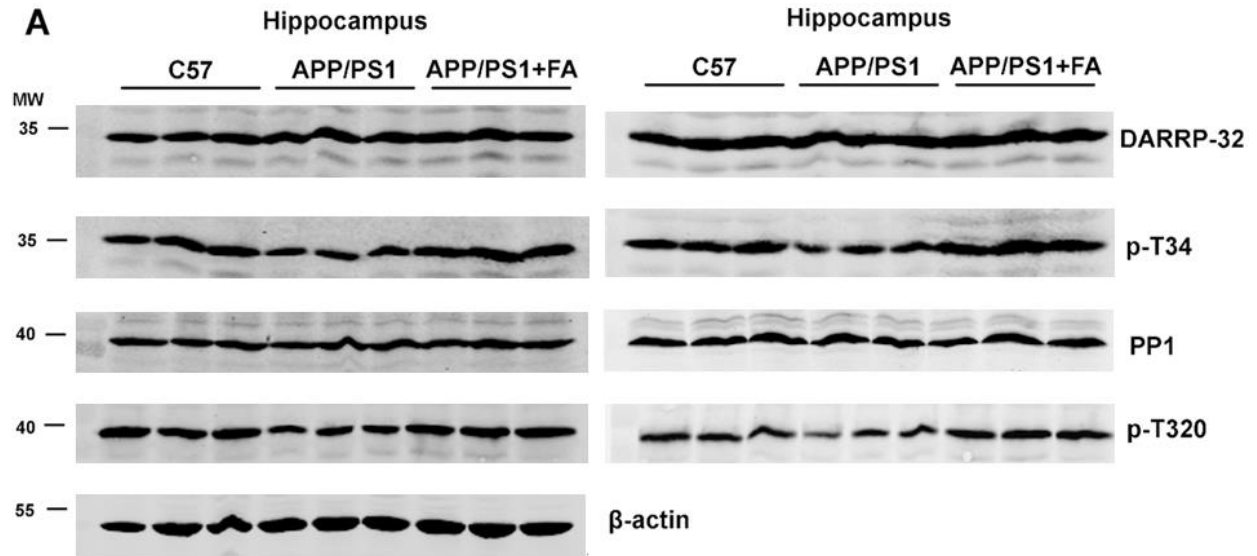 A
Hippocampus
Hippocampus
C57 APP/PS1 APP/PS1+FA
C57 APP/PS1 APP/PS1+FA
MW
35
DARRP-32
35
p-T34
40
PP1
40
p-T320
55
β-actin